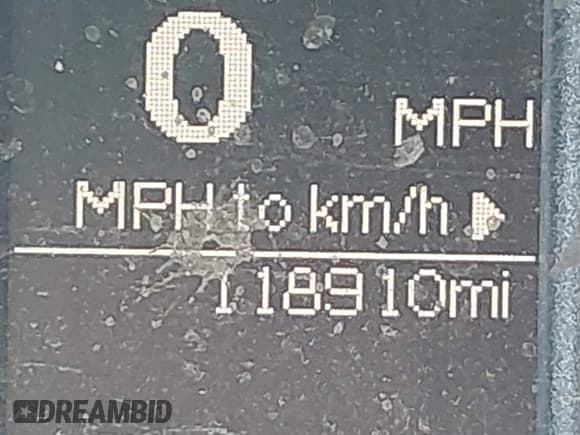 0
MPH
MPH to km/h
118910mi
DREAMBID